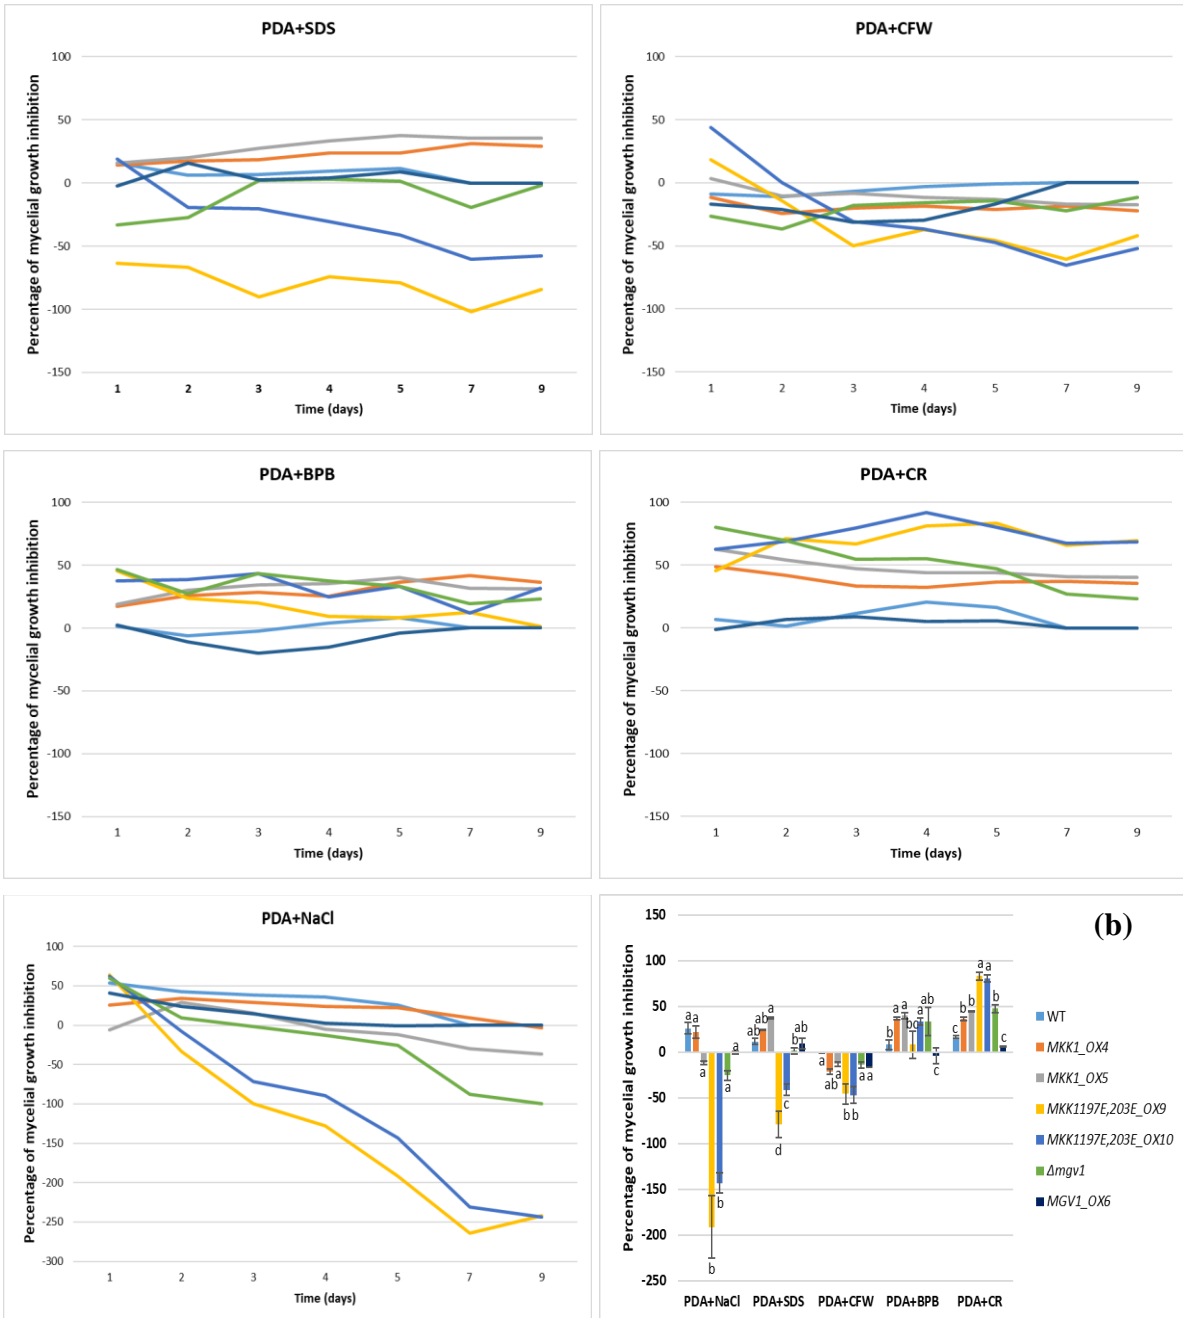 PDA+SDS
Percentage of mycelial growth inhibition
100
50
0
-50
-100
-150
1 2 3 4 5 7 9
Time (days)
PDA+CFW
Percentage of mycelial growth inhibition
100
50
0
-50
-100
-150
1 2 3 4 5 7 9
Time (days)
PDA+BPB
Percentage of mycelial growth inhibition
100
50
0
-50
-100
-150
1 2 3 4 5 7 9
Time (days)
PDA+CR
Percentage of mycelial growth inhibition
100
50
0
-50
-100
-150
1 2 3 4 5 7 9
Time (days)
PDA+NaCl
Percentage of mycelial growth inhibition
100
50
0
-50
-100
-150
-200
-250
-300
1 2 3 4 5 7 9
Time (days)
(b)
Percentage of mycelial growth inhibition
150
100
50
0
-50
-100
-150
-200
-250
a a a b b a a
ab ab a d c b ab
ab ab b b a a
b a a bc a ab c
c b b a a b c
PDA+NaCl PDA+SDS PDA+CFW PDA+BPB PDA+CR
WT
MKK1_OX4
MKK1_OX5
MKK1197E,203E_OX9
MKK1197E,203E_OX10
Δmgv1
MGV1_OX6